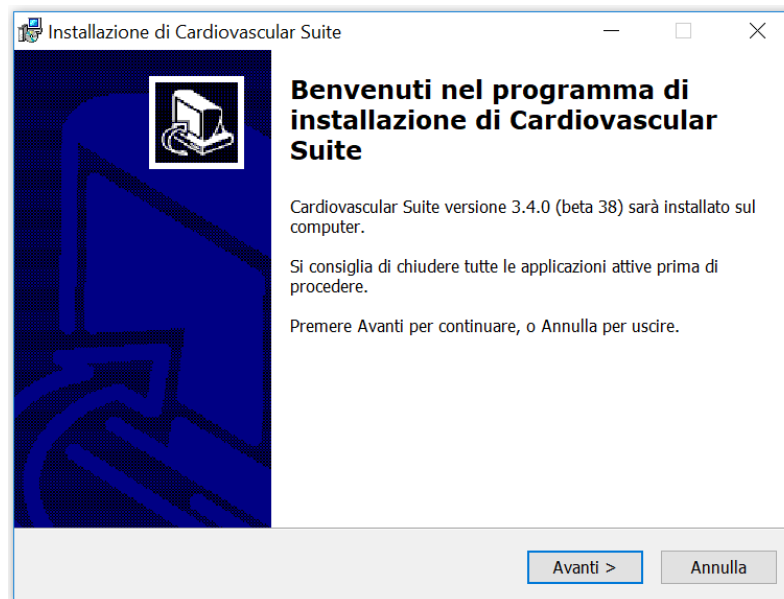 Installazione di Cardiovascular Suite
Benvenuti nel programma di
installazione di Cardiovascular
Suite
Cardiovascular Suite versione 3.4.0 (beta 38) sarà installato sul
computer.
Si consiglia di chiudere tutte le applicazioni attive prima di
procedere.
Premere Avanti per continuare, o Annulla per uscire.
Avanti >
Annulla